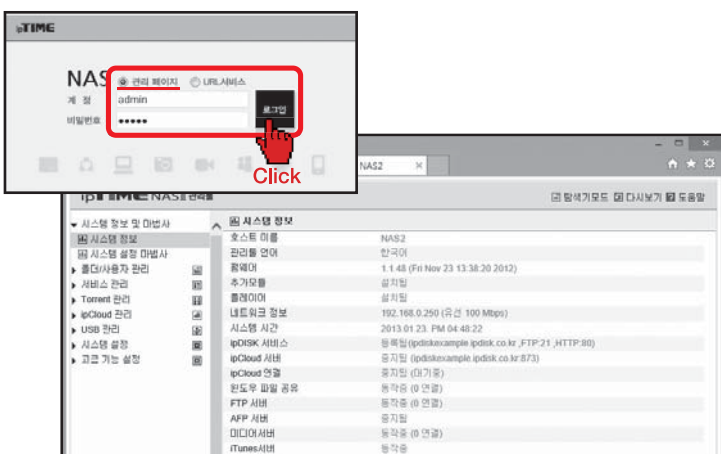 ipTIME
NAS
관리 페이지 URL서비스
계 정 admin
비밀번호 •••••
로그인
Click
NAS2
ipTIME NAS 관리툴
탐색기모드 다시보기 도움말
시스템 정보 및 마법사
시스템 정보
시스템 설정 마법사
폴더/사용자 관리
서비스 관리
Torrent 관리
ipCloud 관리
USB 관리
시스템 설정
고급 기능 설정
시스템 정보
호스트 이름 NAS2
관리툴 언어 한국어
펌웨어 1.1.48 (Fri Nov 23 13:38:20 2012)
추가모듈 설치됨
플레이어 설치됨
네트워크 정보 192.168.0.250 (유선 100 Mbps)
시스템 시간 2013.01.23. PM 04:48:22
ipDISK 서비스 등록됨(ipdiskexample.ipdisk.co.kr ,FTP:21 ,HTTP:80)
ipCloud 서버 중지됨 (ipdiskexample.ipdisk.co.kr:873)
ipCloud 연결 중지됨 (대기중)
윈도우 파일 공유 동작중 (0 연결)
FTP 서버 동작중 (0 연결)
AFP 서버 중지됨
미디어서버 동작중 (0 연결)
iTunes서버 동작중